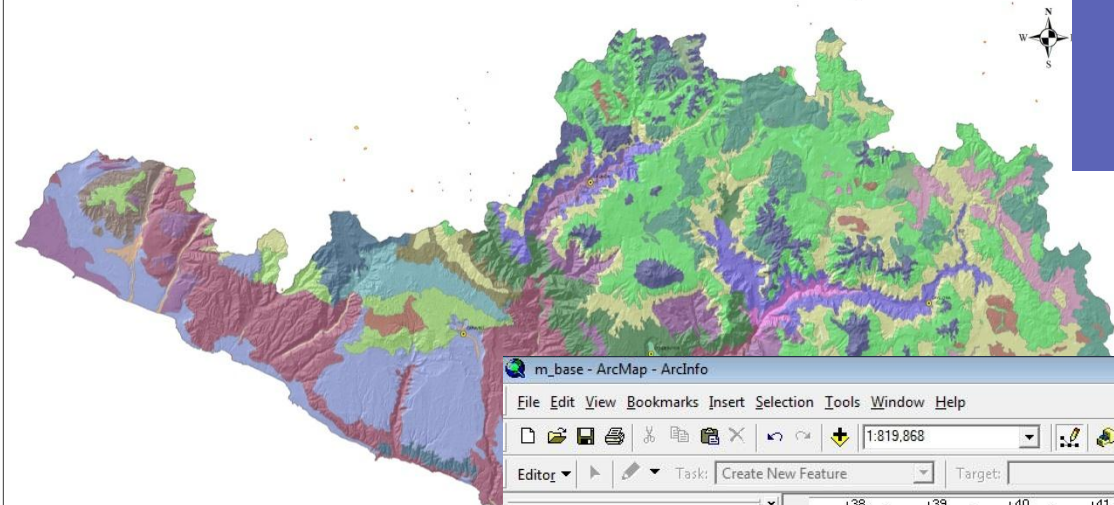 N
W
S
m_base - ArcMap - ArcInfo
File Edit View Bookmarks Insert Selection Tools Window Help
1:819,868
Editor Task: Create New Feature Target:
38 39 40 41